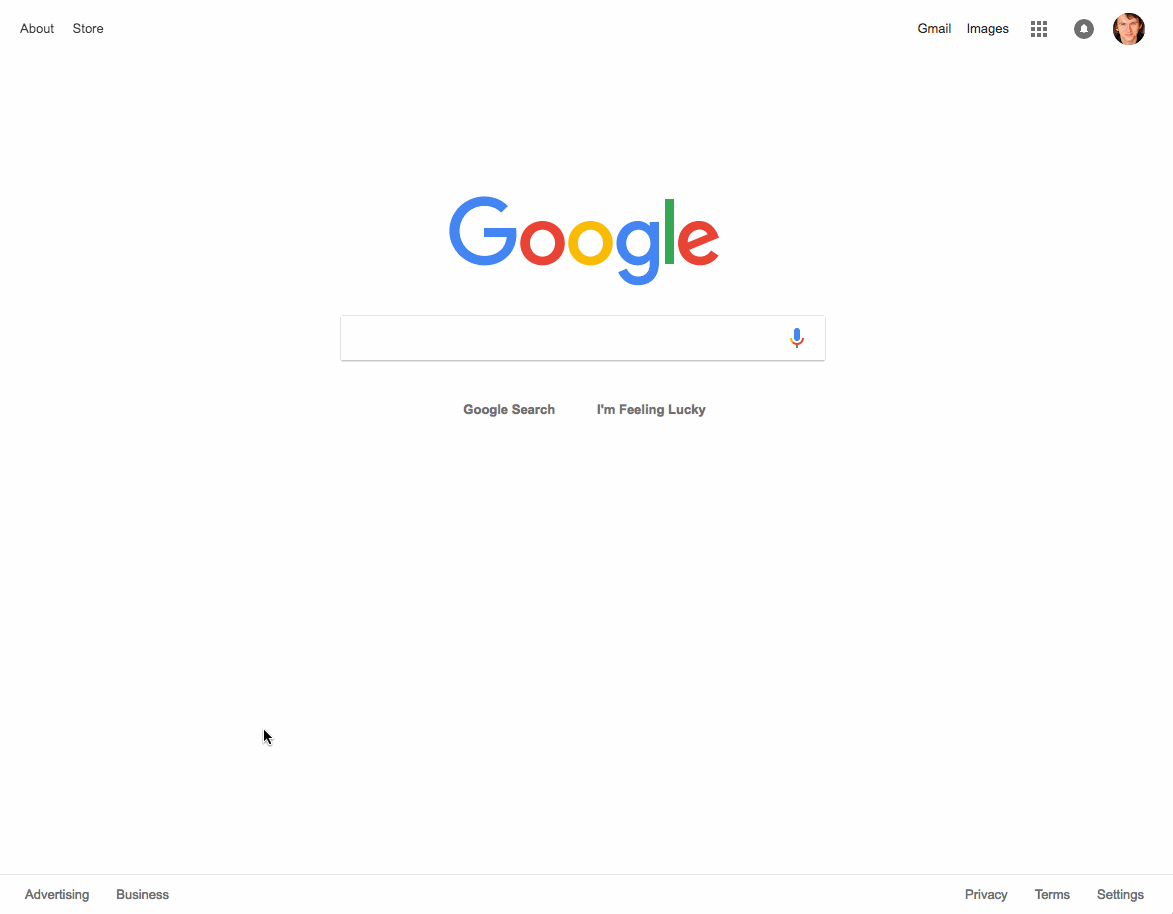 About Store Gmail Images
Google
Google Search I'm Feeling Lucky
Advertising Business Privacy Terms Settings